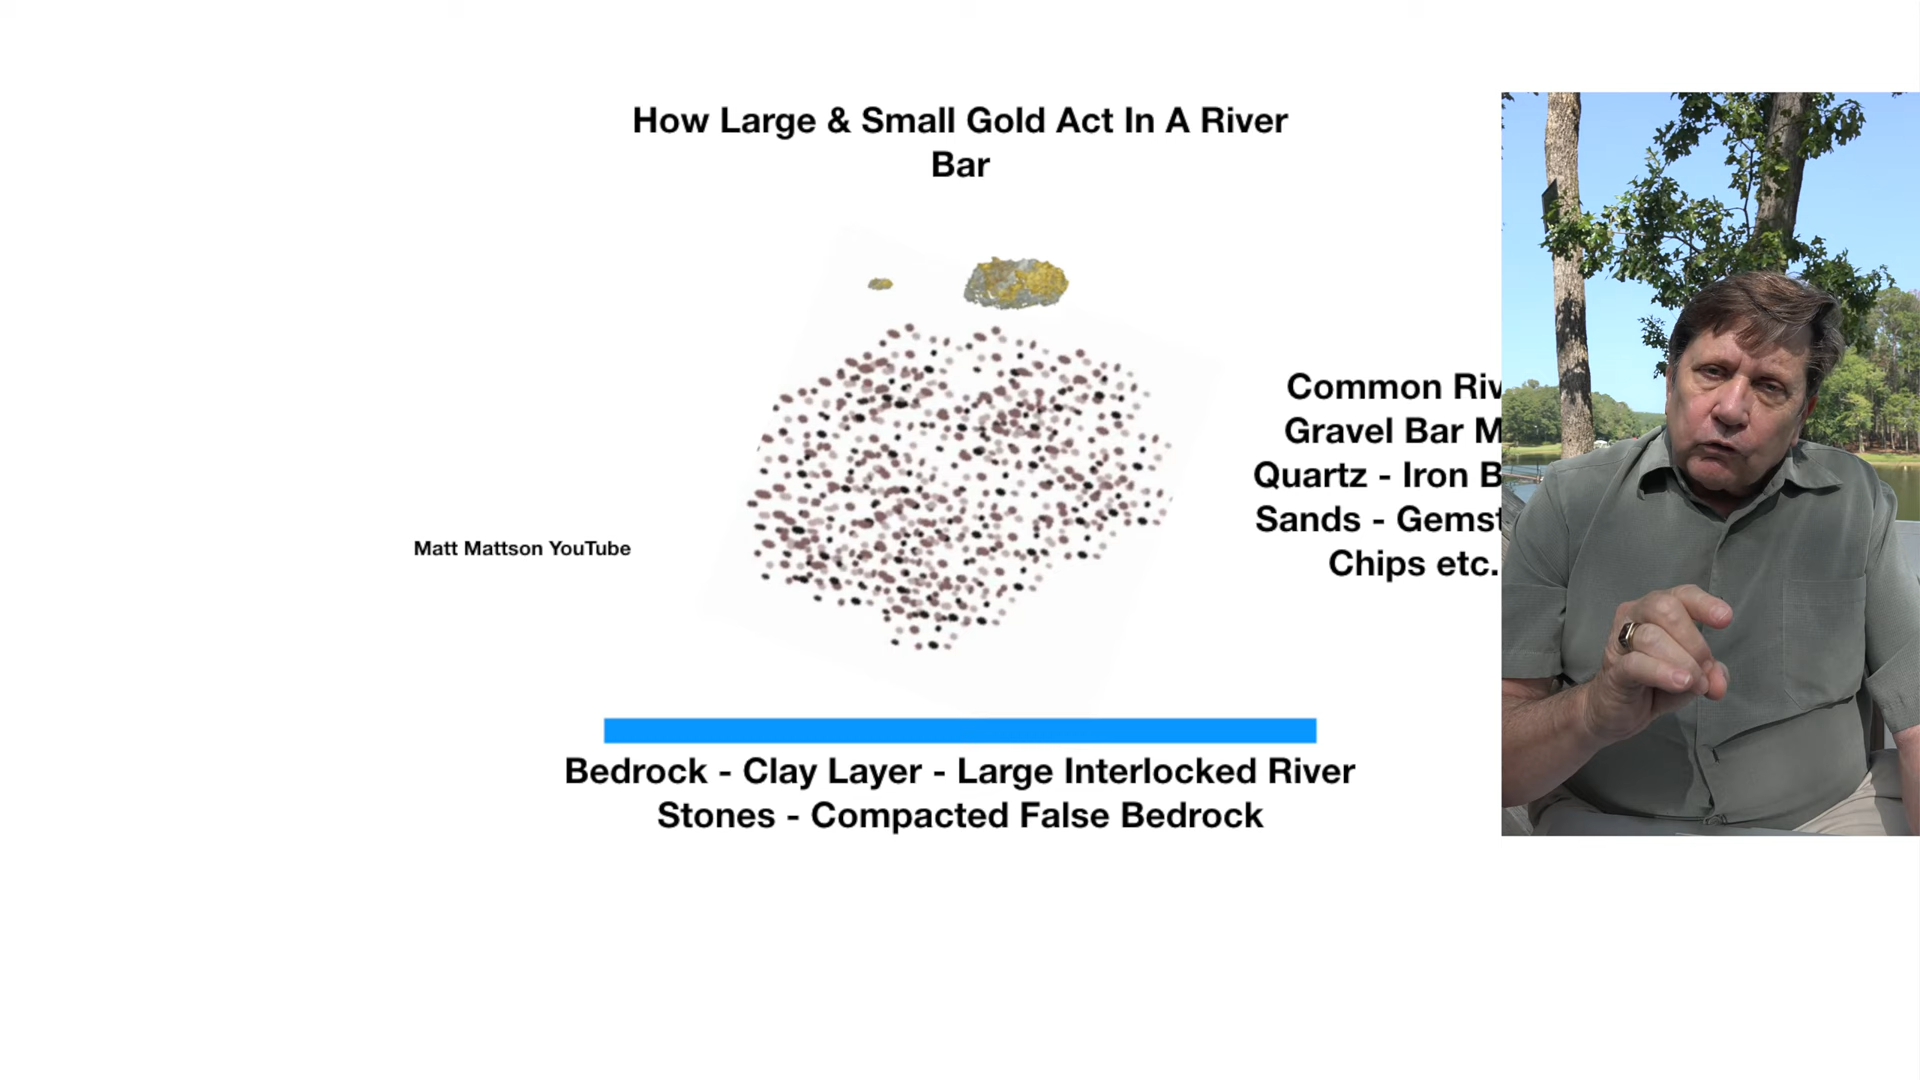 How Large & Small Gold Act In A River
Bar
Common Riv
Gravel Bar M
Quartz - Iron B
Sands - Gemst
Chips etc.
Matt Mattson YouTube
Bedrock - Clay Layer - Large Interlocked River
Stones - Compacted False Bedrock